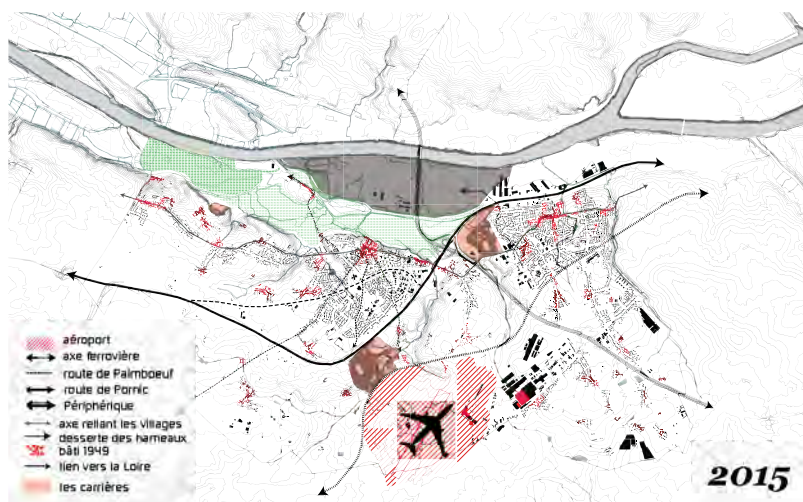 aéroport
axe ferrovière
route de Paimboeuf
route de Pornic
Périphérique
axe reliant les villages
desserte des hameaux
bâti 1949
lien vers la Loire
les carrières
2015